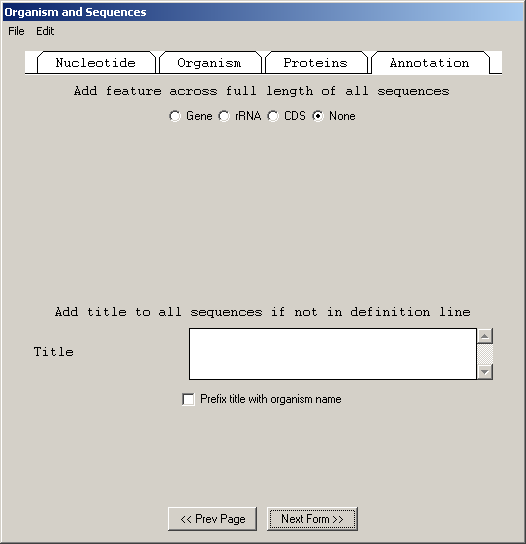 Organism and Sequences
File Edit
Nucleotide Organism Proteins Annotation
Add feature across full length of all sequences
Gene rRNA CDS None
Add title to all sequences if not in definition line
Title
Prefix title with organism name
<< Prev Page Next Form >>